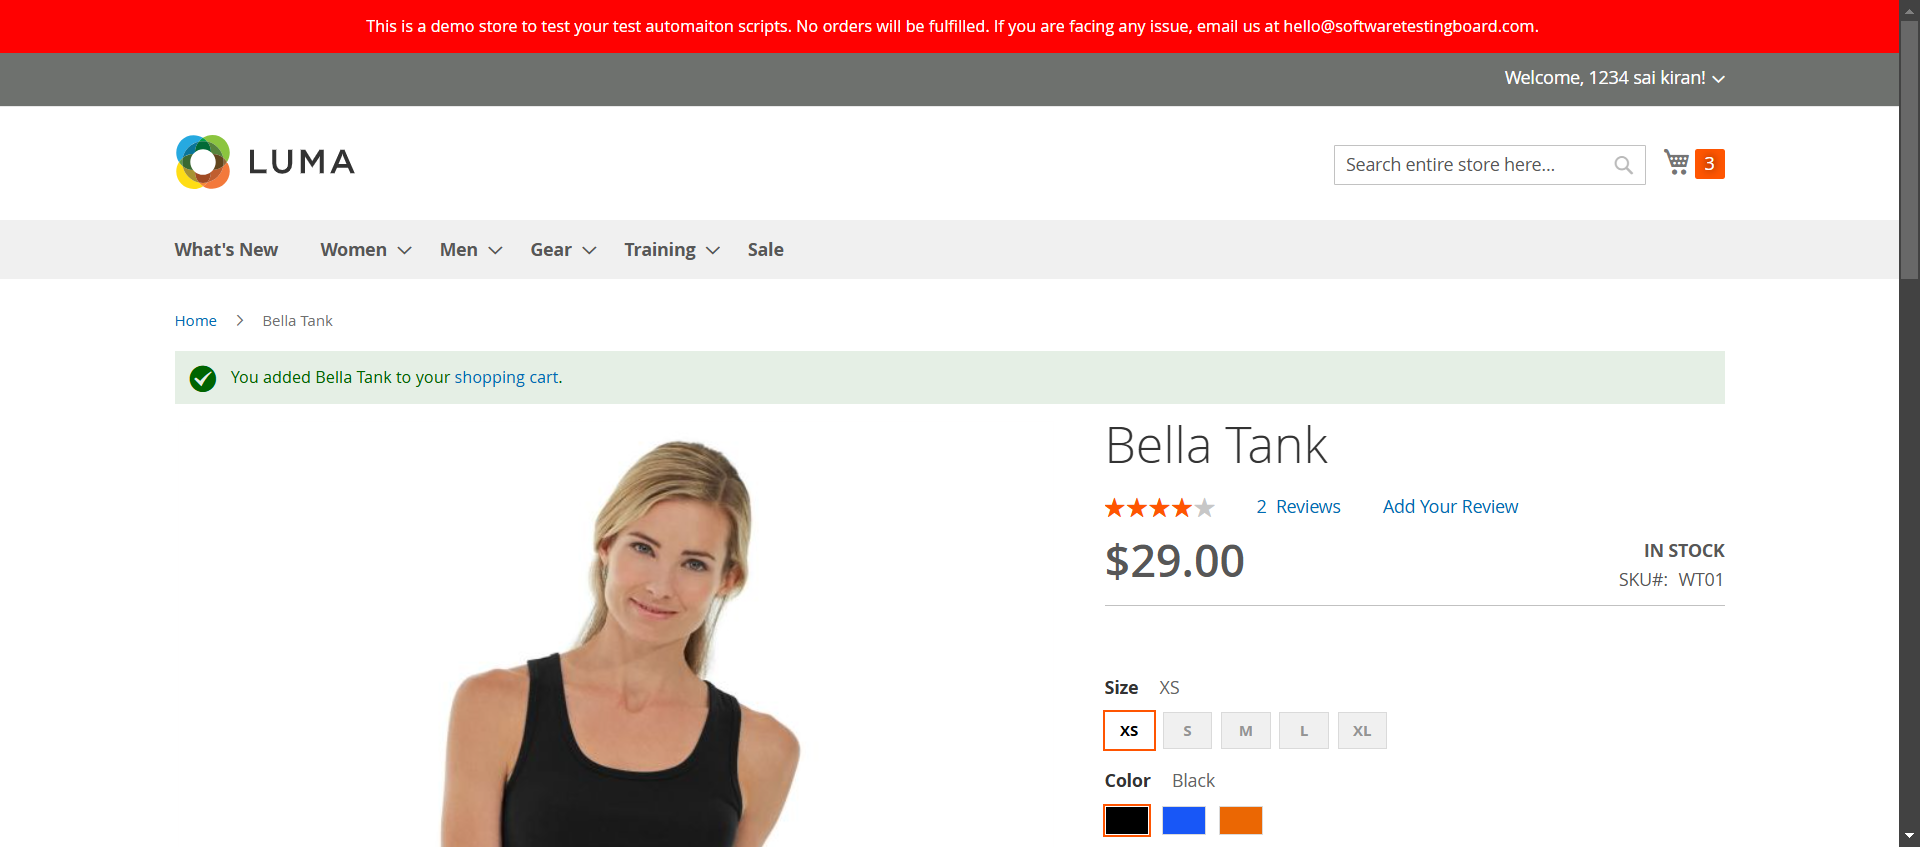 This is a demo store to test your test automaiton scripts. No orders will be fulfilled. If you are facing any issue, email us at hello@softwaretestingboard.com.
Welcome, 1234 sai kiran!
LUMA
Search entire store here...
3
What's New Women Men Gear Training Sale
Home > Bella Tank
You added Bella Tank to your shopping cart.
Bella Tank
2 Reviews Add Your Review
$29.00
IN STOCK
SKU#: WT01
Size XS
XS S M L XL
Color Black